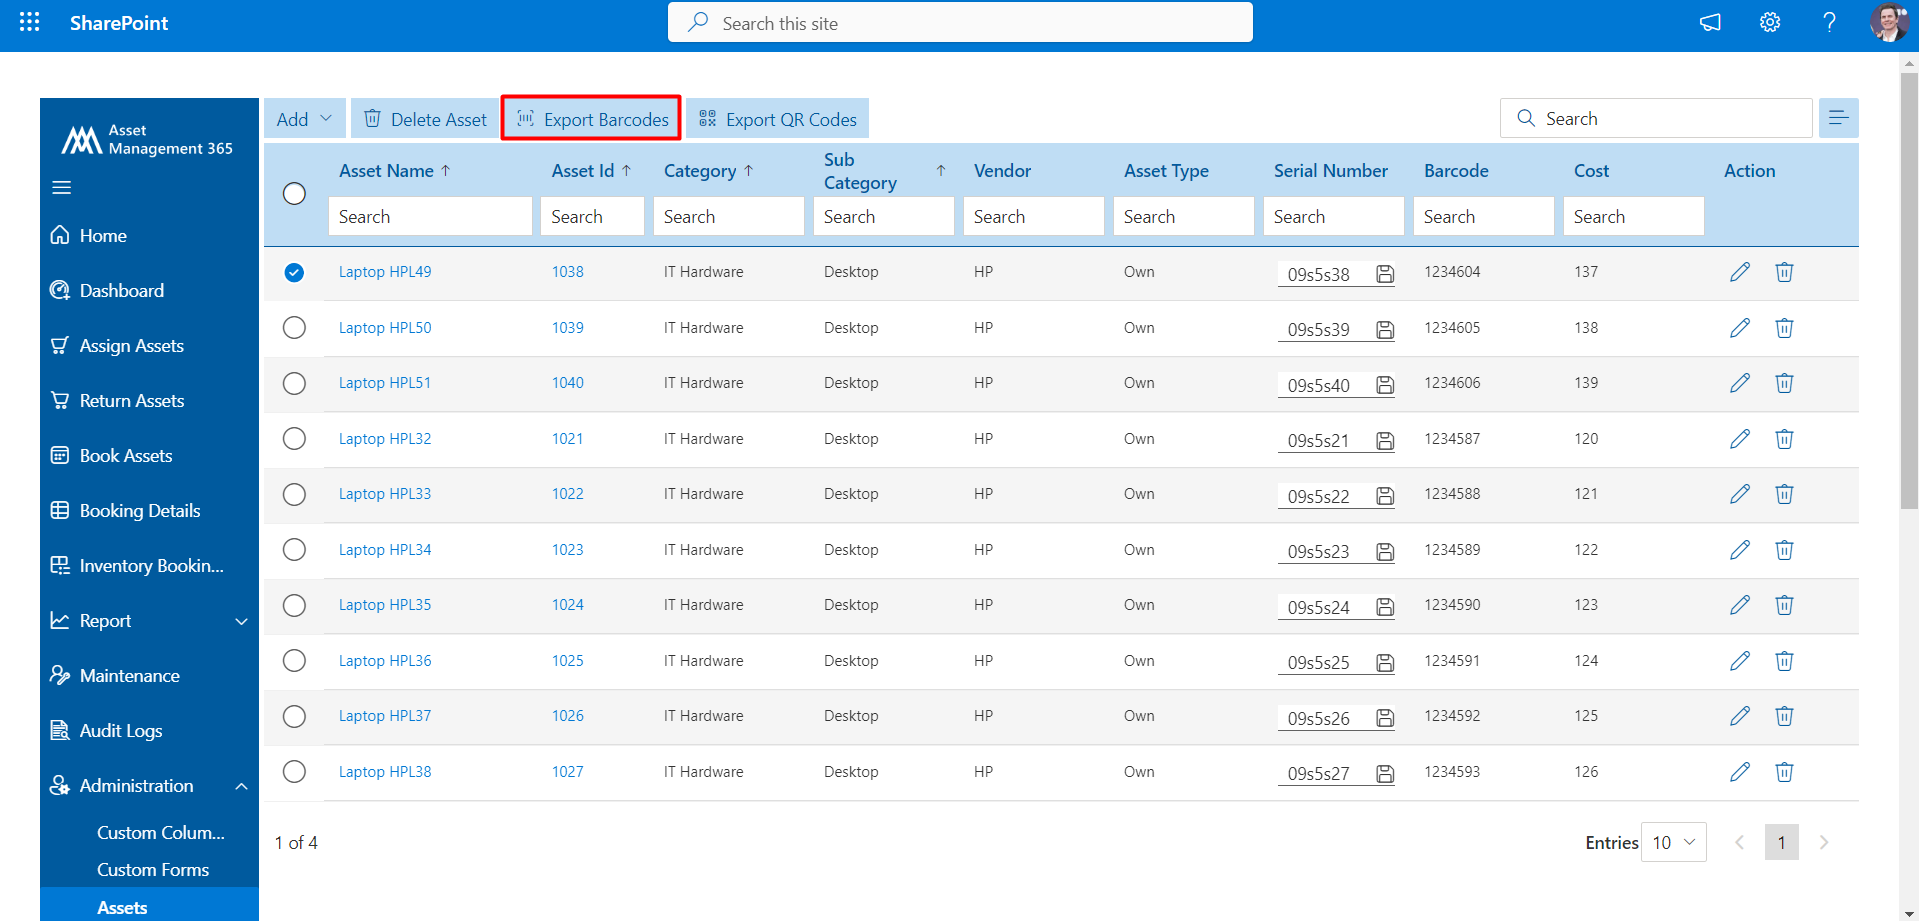 SharePoint
Search this site
Asset
Management 365
Home
Dashboard
Assign Assets
Return Assets
Book Assets
Booking Details
Inventory Bookin...
Report
Maintenance
Audit Logs
Administration
Custom Colum...
Custom Forms
Assets
Add Delete Asset Export Barcodes Export QR Codes Search
Asset Name ↑ Asset Id ↑ Category ↑ Sub Category ↑ Vendor Asset Type Serial Number Barcode Cost Action
Search Search Search Search Search Search Search Search Search
Laptop HPL49 1038 IT Hardware Desktop HP Own 09s5s38 1234604 137
Laptop HPL50 1039 IT Hardware Desktop HP Own 09s5s39 1234605 138
Laptop HPL51 1040 IT Hardware Desktop HP Own 09s5s40 1234606 139
Laptop HPL32 1021 IT Hardware Desktop HP Own 09s5s21 1234587 120
Laptop HPL33 1022 IT Hardware Desktop HP Own 09s5s22 1234588 121
Laptop HPL34 1023 IT Hardware Desktop HP Own 09s5s23 1234589 122
Laptop HPL35 1024 IT Hardware Desktop HP Own 09s5s24 1234590 123
Laptop HPL36 1025 IT Hardware Desktop HP Own 09s5s25 1234591 124
Laptop HPL37 1026 IT Hardware Desktop HP Own 09s5s26 1234592 125
Laptop HPL38 1027 IT Hardware Desktop HP Own 09s5s27 1234593 126
1 of 4 Entries 10 1